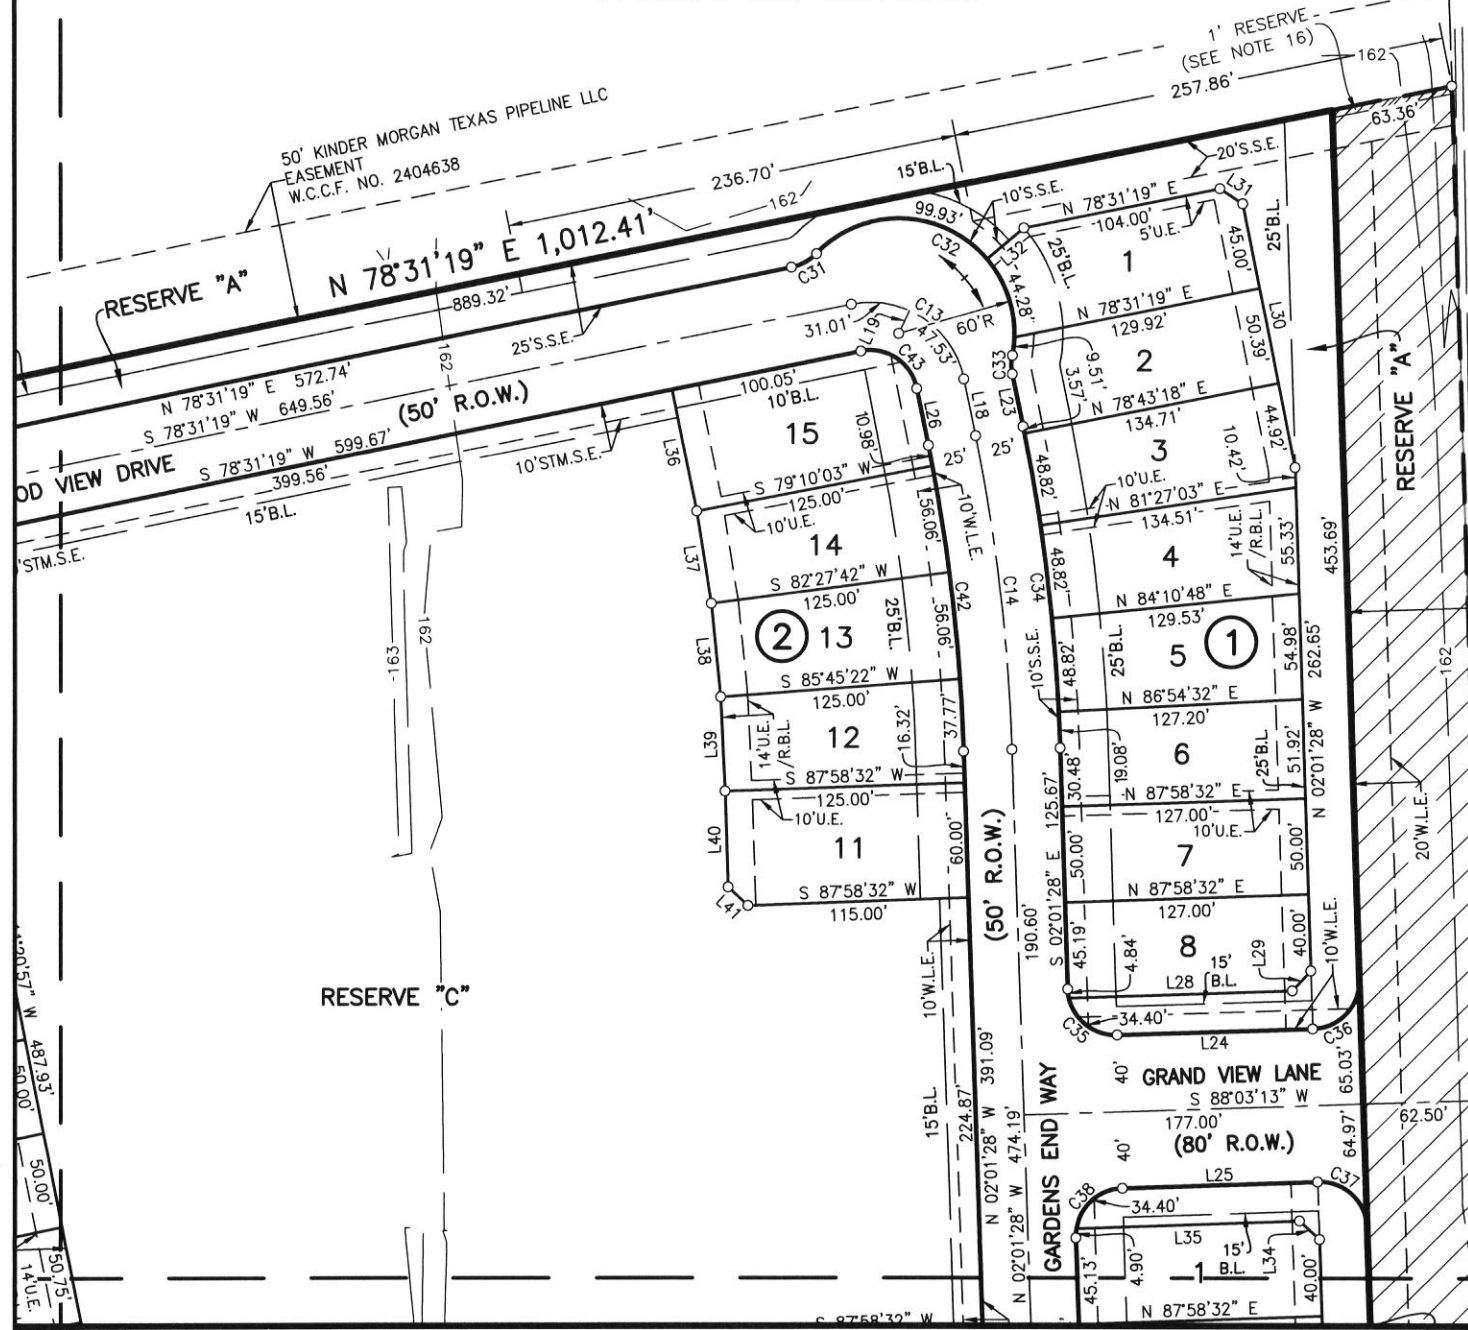 1' RESERVE
(SEE NOTE 16)
162
257.86'
63.36'
50' KINDER MORGAN TEXAS PIPELINE LLC
EASEMENT
W.C.C.F. NO. 2404638
236.70'
162
15'B.L.
20'S.S.E.
10'S.S.E.
N 78°31'19" E
104.00'
5'U.E.
L31
99.93'
C32
L32
25'B.L.
N 78°31'19" E 1,012.41'
RESERVE "A"
889.32'
25'S.S.E.
C31
31.01'
L19
C13
47.53'
60'R
44.28'
C43
1
45.00'
25'B.L.
L30
N 78°31'19" E
129.92'
50.39'
2
9.51'
3.57'
C33
L23
N 78°43'18" E
134.71'
44.92'
RESERVE "A"
3
10.42'
10'U.E.
N 81°27'03" E
134.51'
48.82'
14'U.E.
/R.B.L.
55.33'
453.69'
4
48.82'
C34
N 84°10'48" E
129.53'
5
1
54.98'
262.65'
48.82'
25'B.L.
10'S.S.E.
N 86°54'32" E
127.20'
6
19.08'
30.48'
125.67'
25'B.L.
51.92'
N 02°01'28" W
N 87°58'32" E
127.00'
10'U.E.
7
50.00'
50.00'
20'W.L.E.
162
N 87°58'32" E
127.00'
8
S 02°01'28" E
45.19'
4.84'
L28
15'
B.L.
L29
40.00'
10'W.L.E.
C35
34.40'
L24
C36
40'
GRAND VIEW LANE
65.03'
S 88°03'13" W
177.00'
62.50'
(80' R.O.W.)
64.97'
40'
L25
C37
C38
34.40'
L35
15'
B.L.
L34
1
45.13'
4.90'
40.00'
N 87°58'32" E
N 78°31'19" E 572.74'
S 78°31'19" W 649.56'
(50' R.O.W.)
S 78°31'19" W 599.67'
OD VIEW DRIVE
399.56'
15'B.L.
10'STM.S.E.
'STM.S.E.
162
100.05'
10'B.L.
15
L36
10.98'
L26
L18
25'
25'
S 79°10'03" W
125.00'
10'U.E.
56.06'
10'W.L.E.
14
L37
S 82°27'42" W
125.00'
C42
C14
2
13
25'B.L.
56.06'
L38
S 85°45'22" W
125.00'
12
14'U.E.
/R.B.L.
16.32'
37.77'
L39
S 87°58'32" W
125.00'
10'U.E.
11
L40
60.00'
(50' R.O.W.)
190.60'
S 87°58'32" W
115.00'
L41
10'W.L.E.
391.09'
N 02°01'28" W
224.87'
15'B.L.
N 02°01'28" W 474.19'
GARDENS END WAY
163
162
RESERVE "C"
20'57" W 487.93'
50.00'
50.00'
50.75'
14'U.E.
S 87°58'32" W